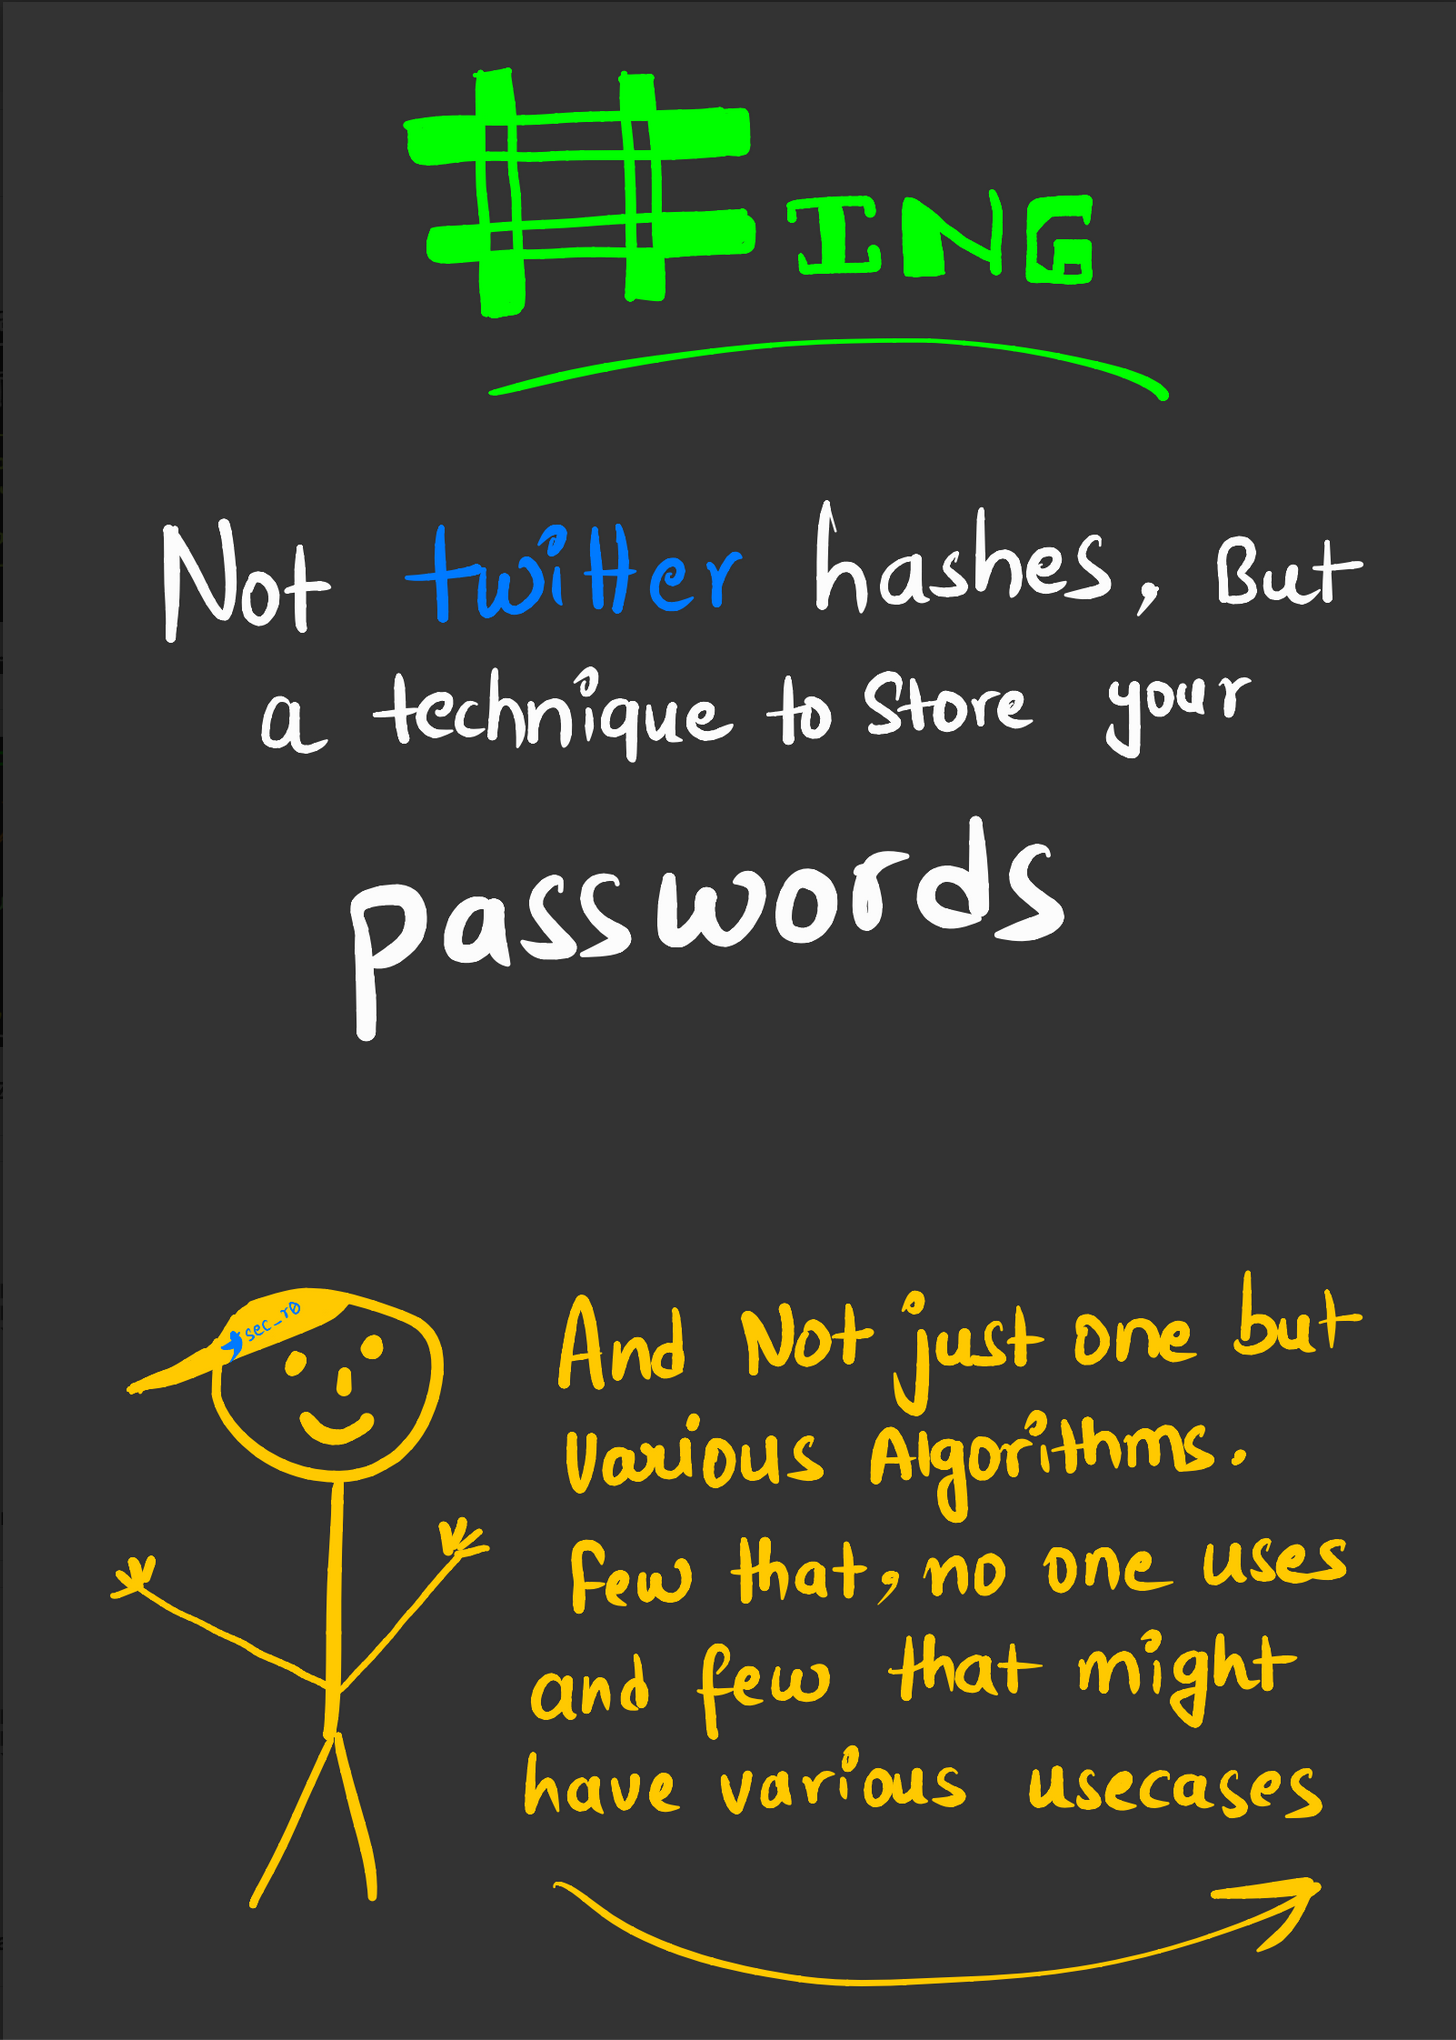 #ING
Not twitter hashes, But
a technique to store your
passwords
sec_r0
And Not just one but
Various Algorithms.
Few that, no one uses
and few that might
have various usecases